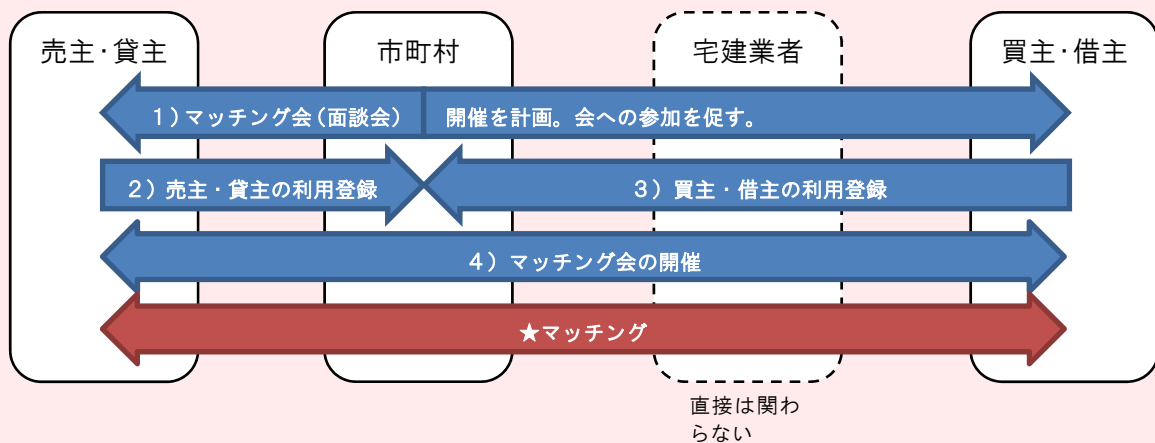 売主・貸主
市町村
宅建業者
買主・借主
1）マッチング会（面談会） 開催を計画。会への参加を促す。
2）売主・貸主の利用登録
3）買主・借主の利用登録
4）マッチング会の開催
★マッチング
直接は関わ
らない